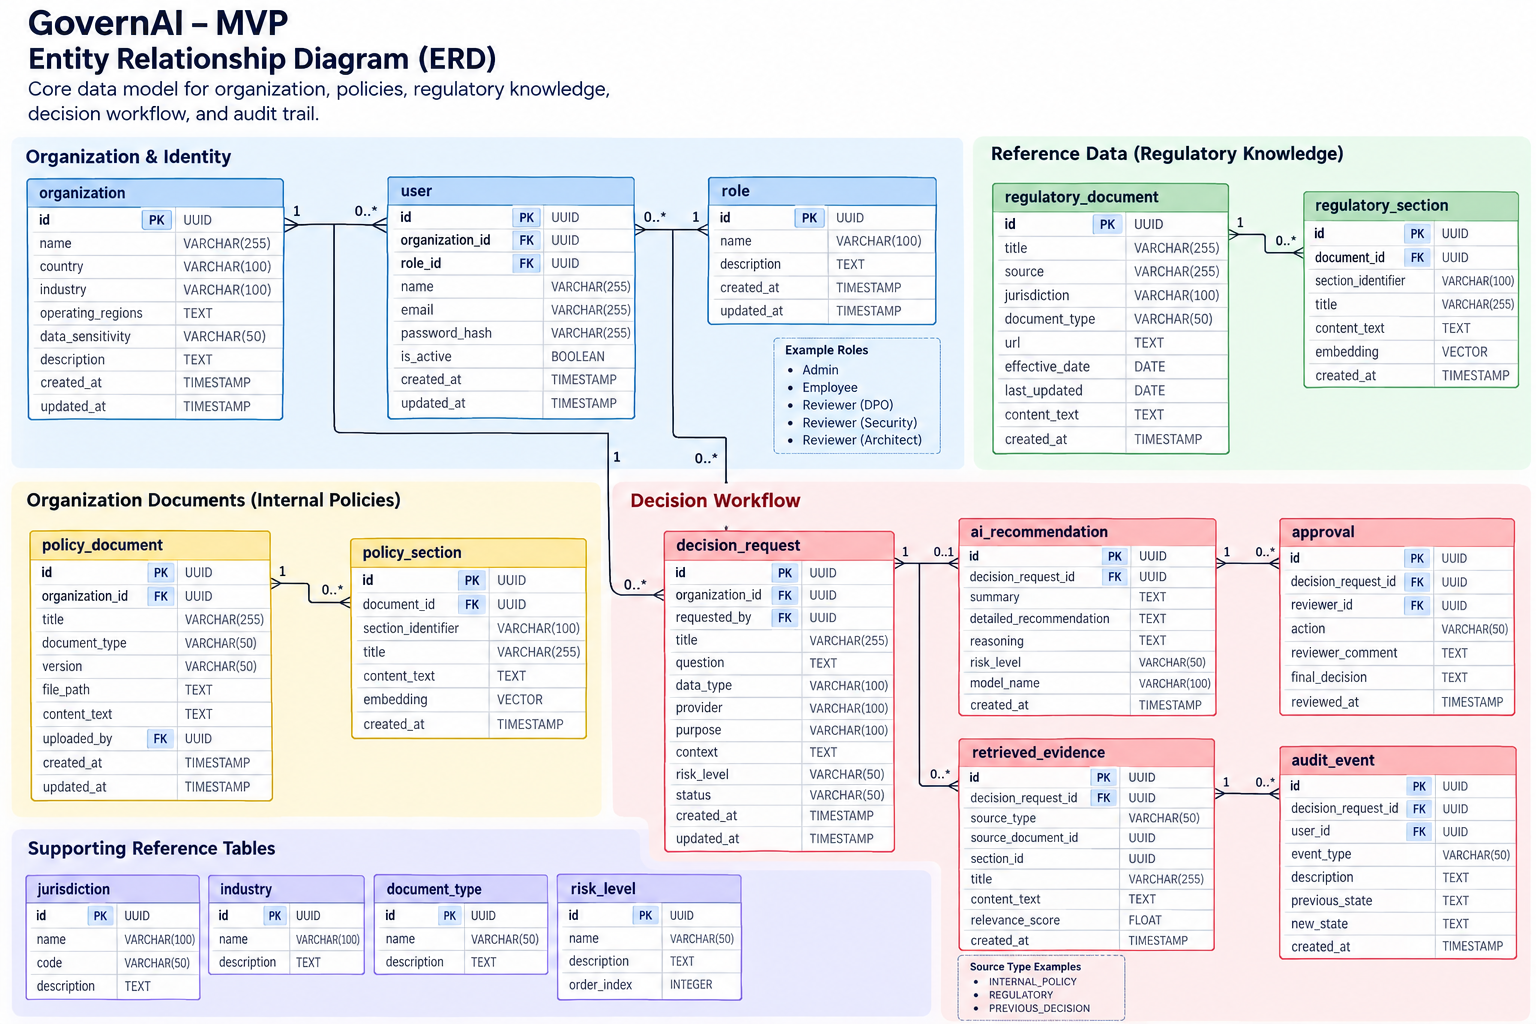 GovernAI – MVP
Entity Relationship Diagram (ERD)
Core data model for organization, policies, regulatory knowledge,
decision workflow, and audit trail.
Organization & Identity
organization
id PK UUID
name VARCHAR(255)
country VARCHAR(100)
industry VARCHAR(100)
operating_regions TEXT
data_sensitivity VARCHAR(50)
description TEXT
created_at TIMESTAMP
updated_at TIMESTAMP
1 0..*
user
id PK UUID
organization_id FK UUID
role_id FK UUID
name VARCHAR(255)
email VARCHAR(255)
password_hash VARCHAR(255)
is_active BOOLEAN
created_at TIMESTAMP
updated_at TIMESTAMP
0..* 1
role
id PK UUID
name VARCHAR(100)
description TEXT
created_at TIMESTAMP
updated_at TIMESTAMP
Example Roles
• Admin
• Employee
• Reviewer (DPO)
• Reviewer (Security)
• Reviewer (Architect)
1 0..*
Reference Data (Regulatory Knowledge)
regulatory_document
id PK UUID
title VARCHAR(255)
source VARCHAR(255)
jurisdiction VARCHAR(100)
document_type VARCHAR(50)
url TEXT
effective_date DATE
last_updated DATE
content_text TEXT
created_at TIMESTAMP
1 0..*
regulatory_section
id PK UUID
document_id FK UUID
section_identifier VARCHAR(100)
title VARCHAR(255)
content_text TEXT
embedding VECTOR
created_at TIMESTAMP
Organization Documents (Internal Policies)
policy_document
id PK UUID
organization_id FK UUID
title VARCHAR(255)
document_type VARCHAR(50)
version VARCHAR(50)
file_path TEXT
content_text TEXT
uploaded_by FK UUID
created_at TIMESTAMP
updated_at TIMESTAMP
1 0..*
policy_section
id PK UUID
document_id FK UUID
section_identifier VARCHAR(100)
title VARCHAR(255)
content_text TEXT
embedding VECTOR
created_at TIMESTAMP
Decision Workflow
0..*
decision_request
id PK UUID
organization_id FK UUID
requested_by FK UUID
title VARCHAR(255)
question TEXT
data_type VARCHAR(100)
provider VARCHAR(100)
purpose VARCHAR(100)
context TEXT
risk_level VARCHAR(50)
status VARCHAR(50)
created_at TIMESTAMP
updated_at TIMESTAMP
1 0..1
0..*
ai_recommendation
id PK UUID
decision_request_id FK UUID
summary TEXT
detailed_recommendation TEXT
reasoning TEXT
risk_level VARCHAR(50)
model_name VARCHAR(100)
created_at TIMESTAMP
1 0..*
approval
id PK UUID
decision_request_id FK UUID
reviewer_id FK UUID
action VARCHAR(50)
reviewer_comment TEXT
final_decision TEXT
reviewed_at TIMESTAMP
retrieved_evidence
id PK UUID
decision_request_id FK UUID
source_type VARCHAR(50)
source_document_id UUID
section_id UUID
title VARCHAR(255)
content_text TEXT
relevance_score FLOAT
created_at TIMESTAMP
1 0..*
audit_event
id PK UUID
decision_request_id FK UUID
user_id FK UUID
event_type VARCHAR(50)
description TEXT
previous_state TEXT
new_state TEXT
created_at TIMESTAMP
Source Type Examples
• INTERNAL_POLICY
• REGULATORY
• PREVIOUS_DECISION
Supporting Reference Tables
jurisdiction
id PK UUID
name VARCHAR(100)
code VARCHAR(50)
description TEXT
industry
id PK UUID
name VARCHAR(100)
description TEXT
document_type
id PK UUID
name VARCHAR(50)
description TEXT
risk_level
id PK UUID
name VARCHAR(50)
description TEXT
order_index INTEGER